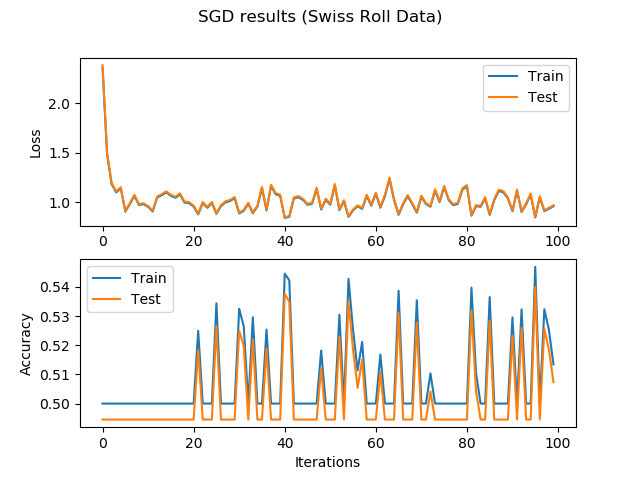 SGD results (Swiss Roll Data)
Loss
2.0
1.5
1.0
Train
Test
0 20 40 60 80 100
Accuracy
0.54
0.53
0.52
0.51
0.50
Train
Test
0 20 40 60 80 100
Iterations